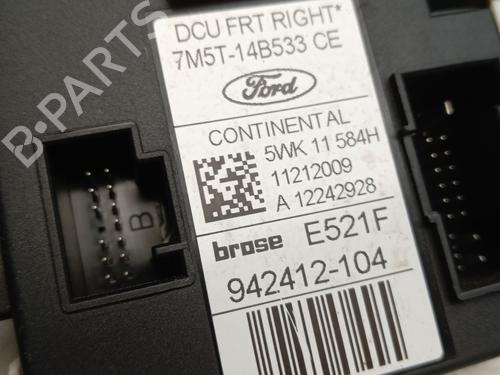 DCU FRT RIGHT*
7M5T-14B533 CE
Ford
CONTINENTAL
5WK 11 584H
11212009
A 12242928
brose E521F
942412-104
B
B-PARTS